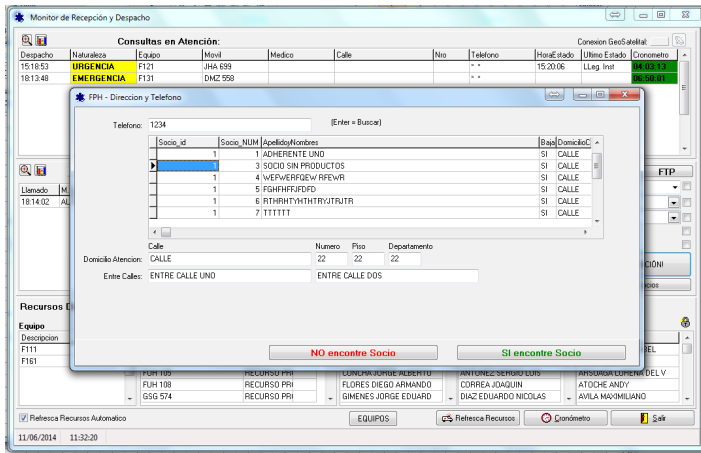 Monitor de Recepción y Despacho
Consultas en Atención:
Conexion GeoSatelital:
Despacho Naturaleza Equipo Movil Medico Calle Nro Telefono HoraEstado Ultimo Estado Cronometro
15:18:53 URGENCIA F121 JHA 699 " " 15:20:06 LLeg. Inst 04:03:13
18:13:48 EMERGENCIA F131 DMZ 558 " " 06:50:01
FPH - Direccion y Telefono
Telefono: 1234 (Enter = Buscar)
Socio_id Socio_NUM ApellidoyNombres Baja DomicilioC
1 1 ADHERENTE UNO SI CALLE
1 3 SOCIO SIN PRODUCTOS SI CALLE
1 4 WEFWERFQEW RFEWR SI CALLE
1 5 FGHFHFFJFDFD SI CALLE
1 6 RTHRHTYHTHTRYJTRJTR SI CALLE
1 7 TTTTTT SI CALLE
FTP
Llamado M
18:14:02 AL
Calle Numero Piso Departamento
Domicilio Atencion: CALLE 22 22 22
Entre Calles: ENTRE CALLE UNO ENTRE CALLE DOS
CIÓN!
ocios
NO encontre Socio SI encontre Socio
Recursos D
Equipo
Descripcion
F111 BEL
F161
FUH 105 RECURSO PRI CONCHA JORGE ALBERTO ANTUNEZ SERGIO LUIS ARSUAGA LORENA DEL V
FUH 108 RECURSO PRI FLORES DIEGO ARMANDO CORREA JOAQUIN ATOCHE ANDY
GSG 574 RECURSO PRI GIMENES JORGE EDUARD DIAZ EDUARDO NICOLAS AVILA MAXIMILIANO
Refresca Recursos Automatico EQUIPOS Refresca Recursos Cronómetro Salir
11/06/2014 11:32:20